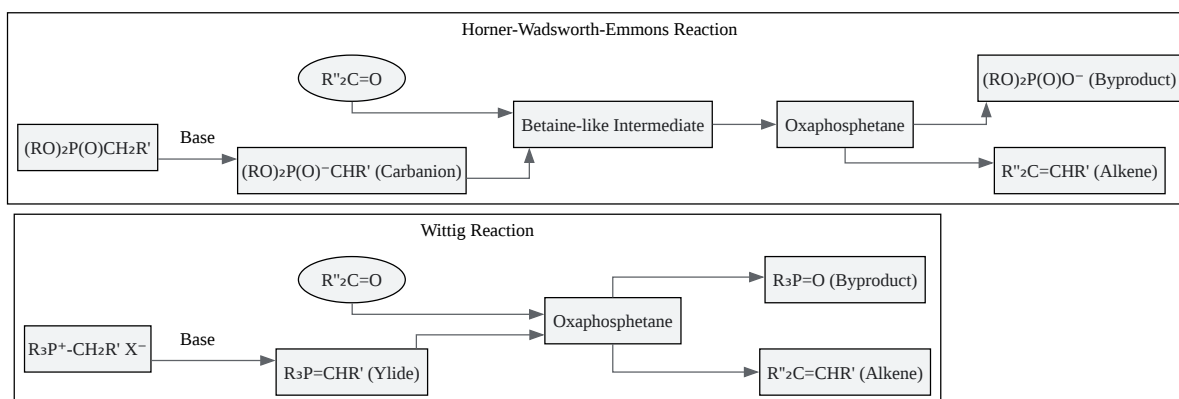 Horner-Wadsworth-Emmons Reaction
R"₂C=O
(RO)₂P(O)O⁻ (Byproduct)
Betaine-like Intermediate
Oxaphosphetane
(RO)₂P(O)CH₂R'
Base
(RO)₂P(O)⁻CHR' (Carbanion)
R"₂C=CHR' (Alkene)
Wittig Reaction
R"₂C=O
R₃P=O (Byproduct)
Oxaphosphetane
R₃P⁺-CH₂R' X⁻
Base
R₃P=CHR' (Ylide)
R"₂C=CHR' (Alkene)